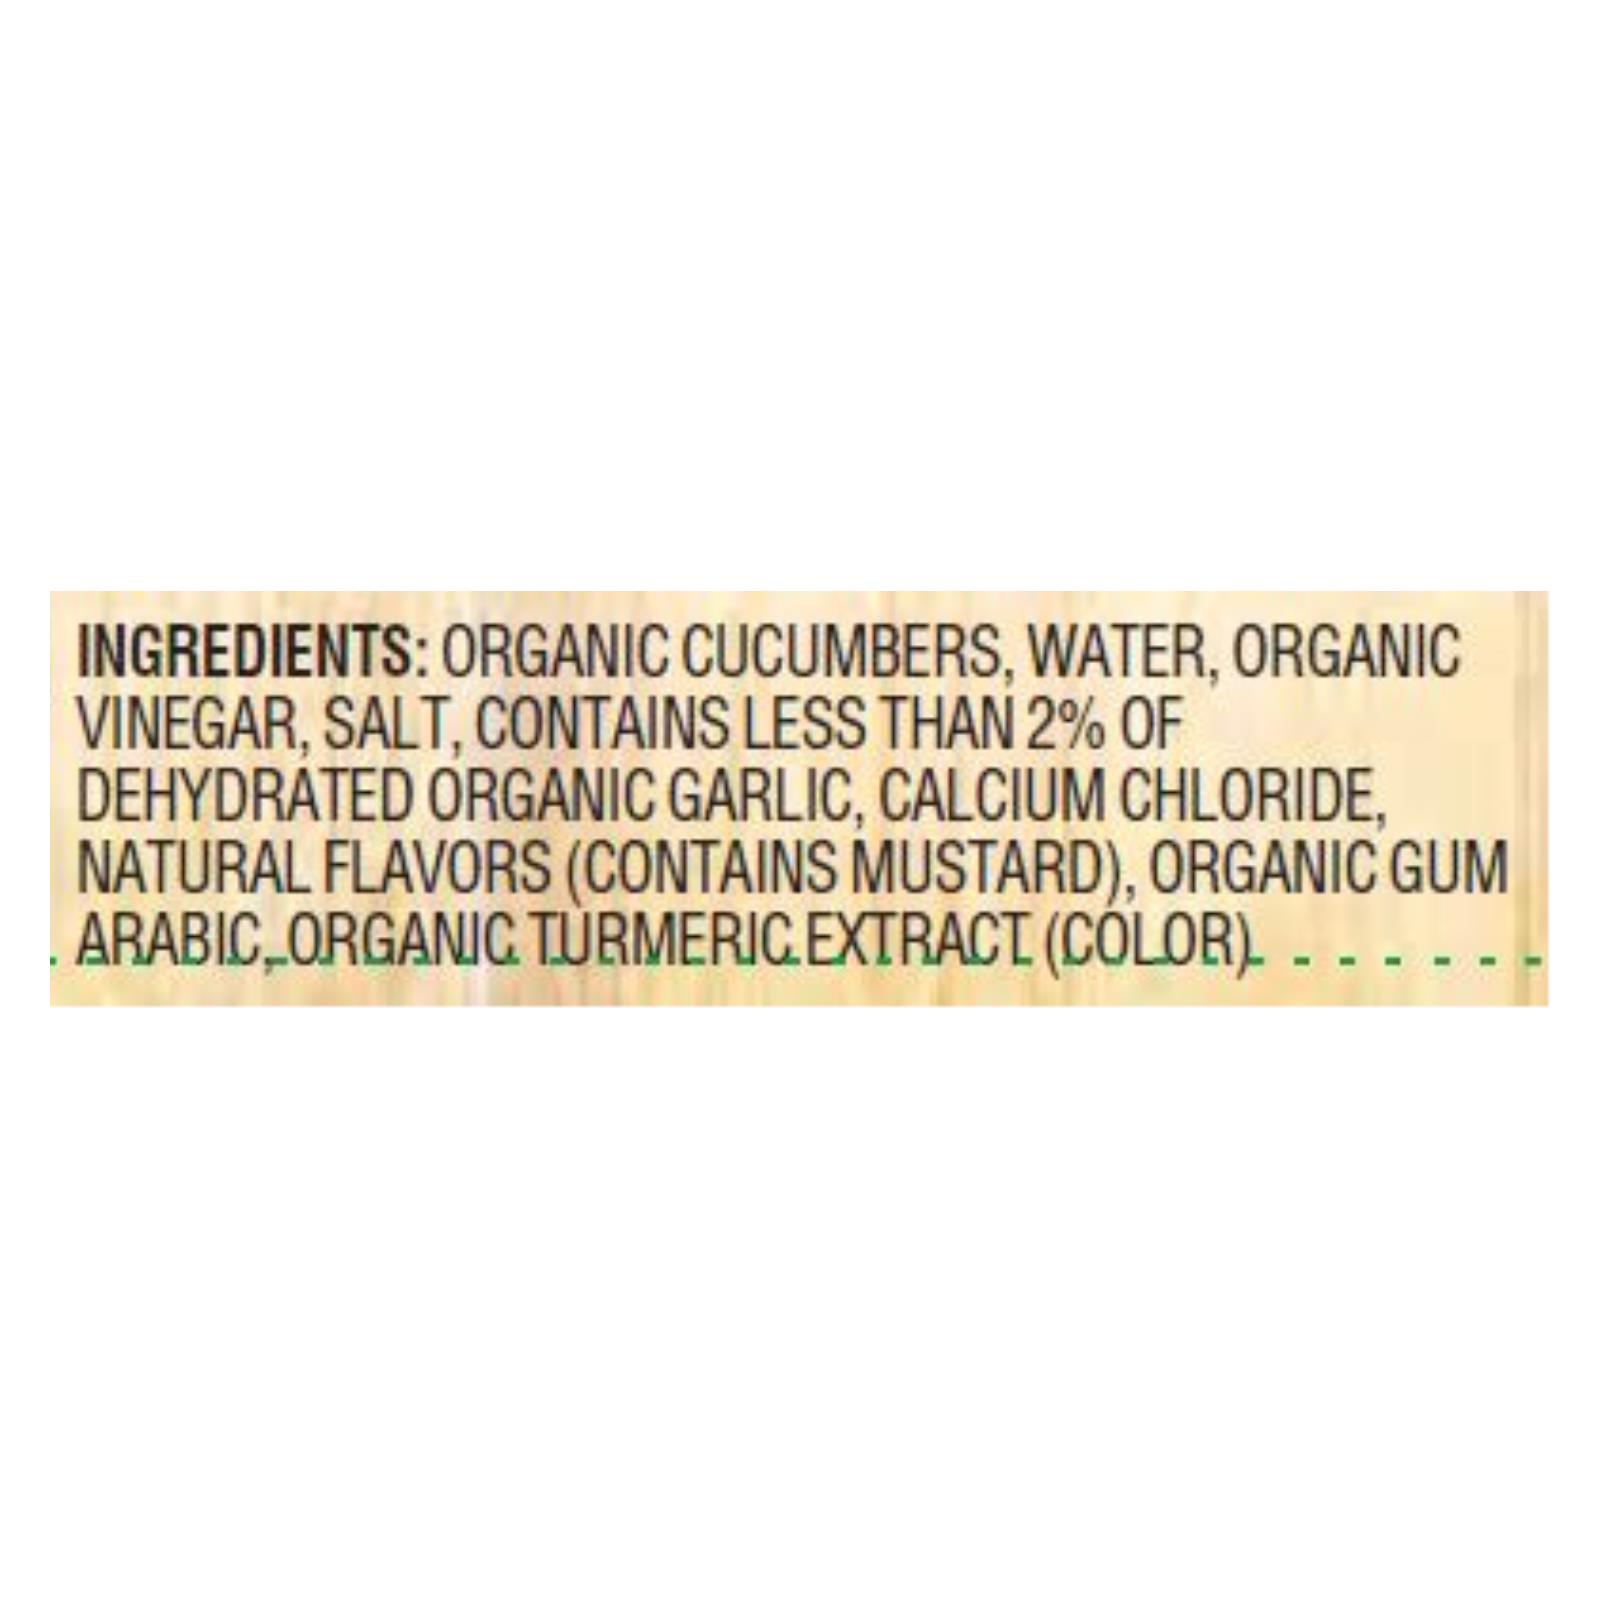 INGREDIENTS: ORGANIC CUCUMBERS, WATER, ORGANIC
VINEGAR, SALT, CONTAINS LESS THAN 2% OF
DEHYDRATED ORGANIC GARLIC, CALCIUM CHLORIDE,
NATURAL FLAVORS (CONTAINS MUSTARD), ORGANIC GUM
ARABIC, ORGANIC TURMERIC EXTRACT (COLOR)